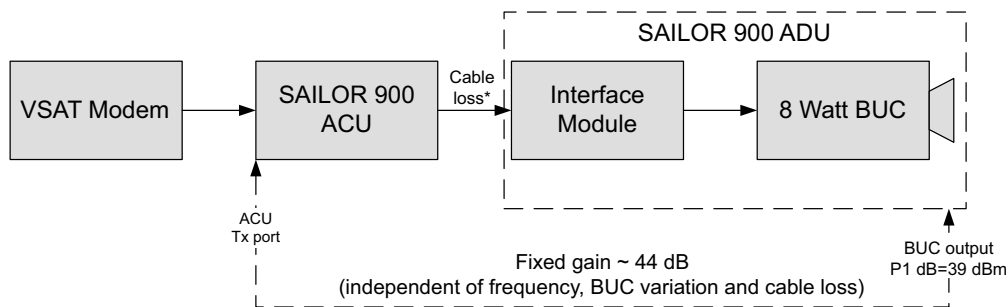 SAILOR 900 ADU
VSAT Modem
SAILOR 900
ACU
Cable
loss*
Interface
Module
8 Watt BUC
ACU
Tx port
BUC output
P1 dB=39 dBm
Fixed gain ~ 44 dB
(independent of frequency, BUC variation and cable loss)